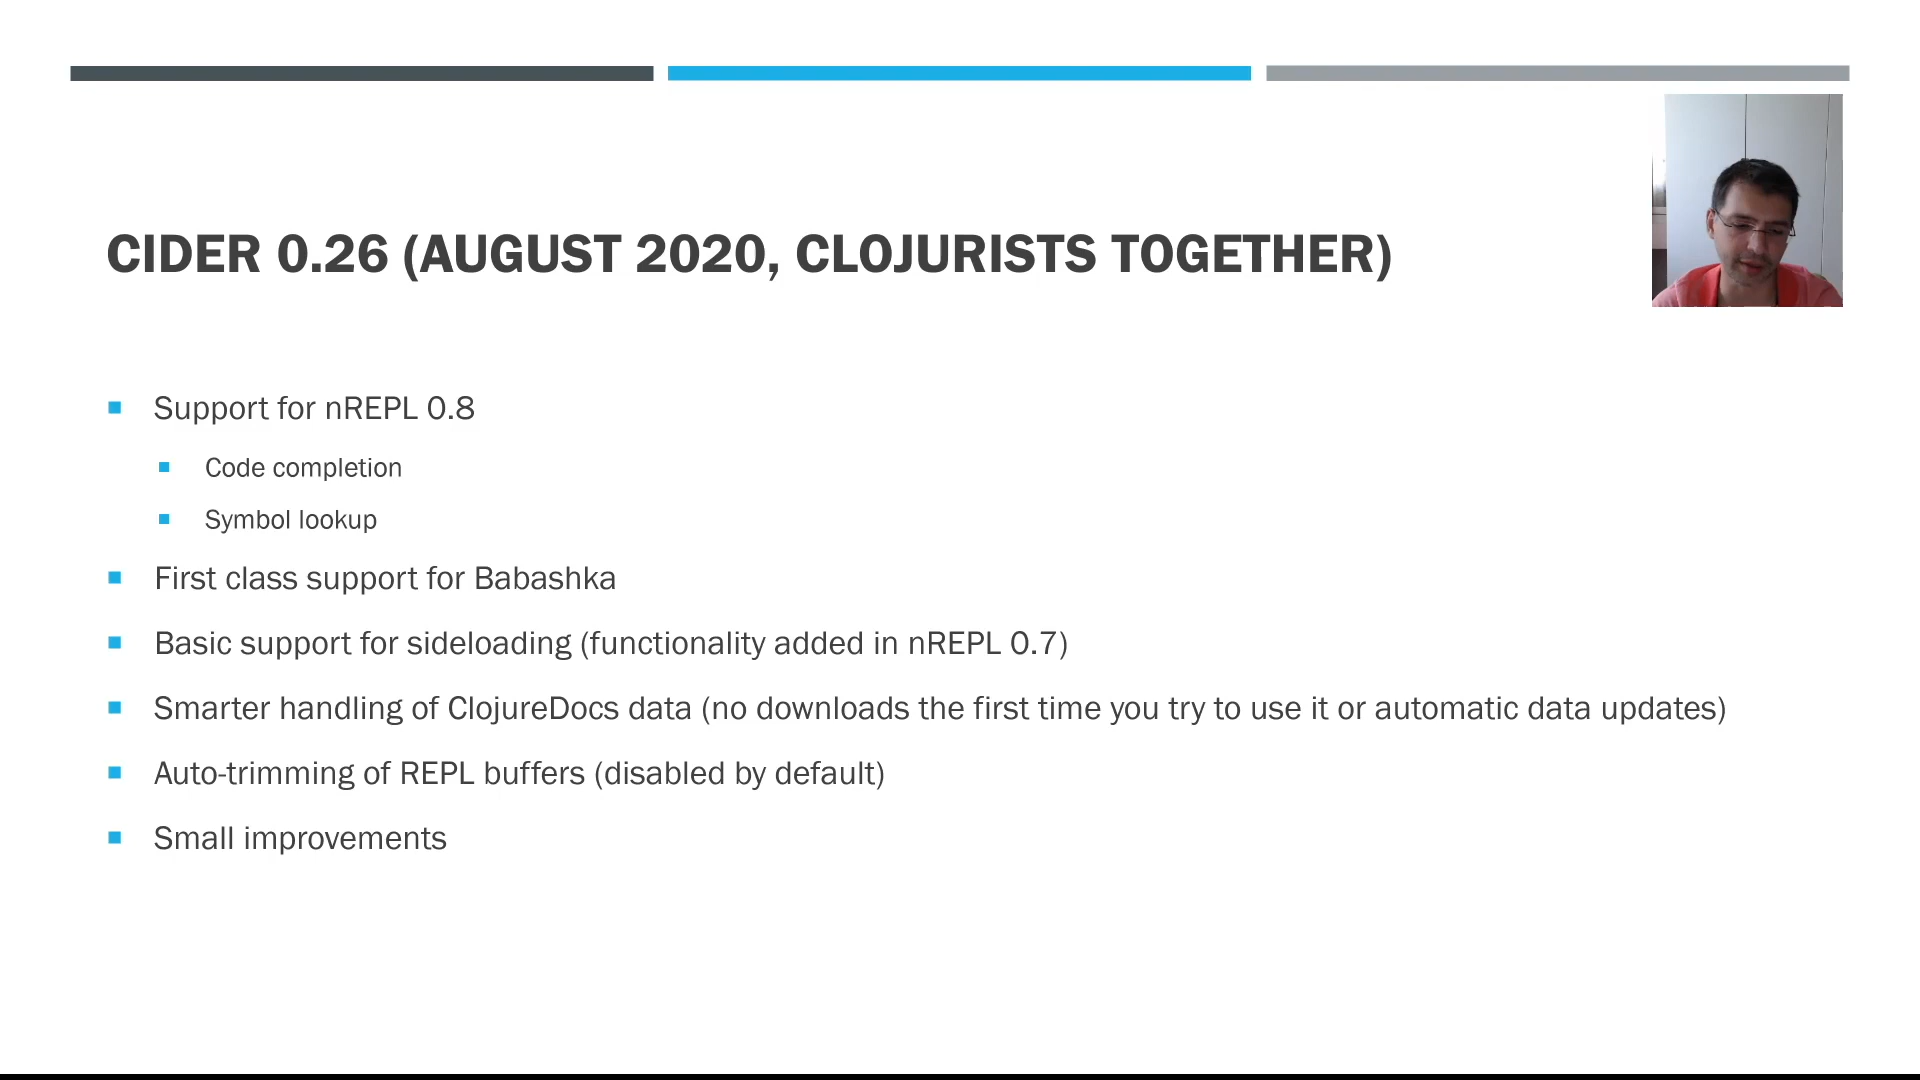 CIDER 0.26 (AUGUST 2020, CLOJURISTS TOGETHER)
Support for nREPL 0.8
Code completion
Symbol lookup
First class support for Babashka
Basic support for sideloading (functionality added in nREPL 0.7)
Smarter handling of ClojureDocs data (no downloads the first time you try to use it or automatic data updates)
Auto-trimming of REPL buffers (disabled by default)
Small improvements